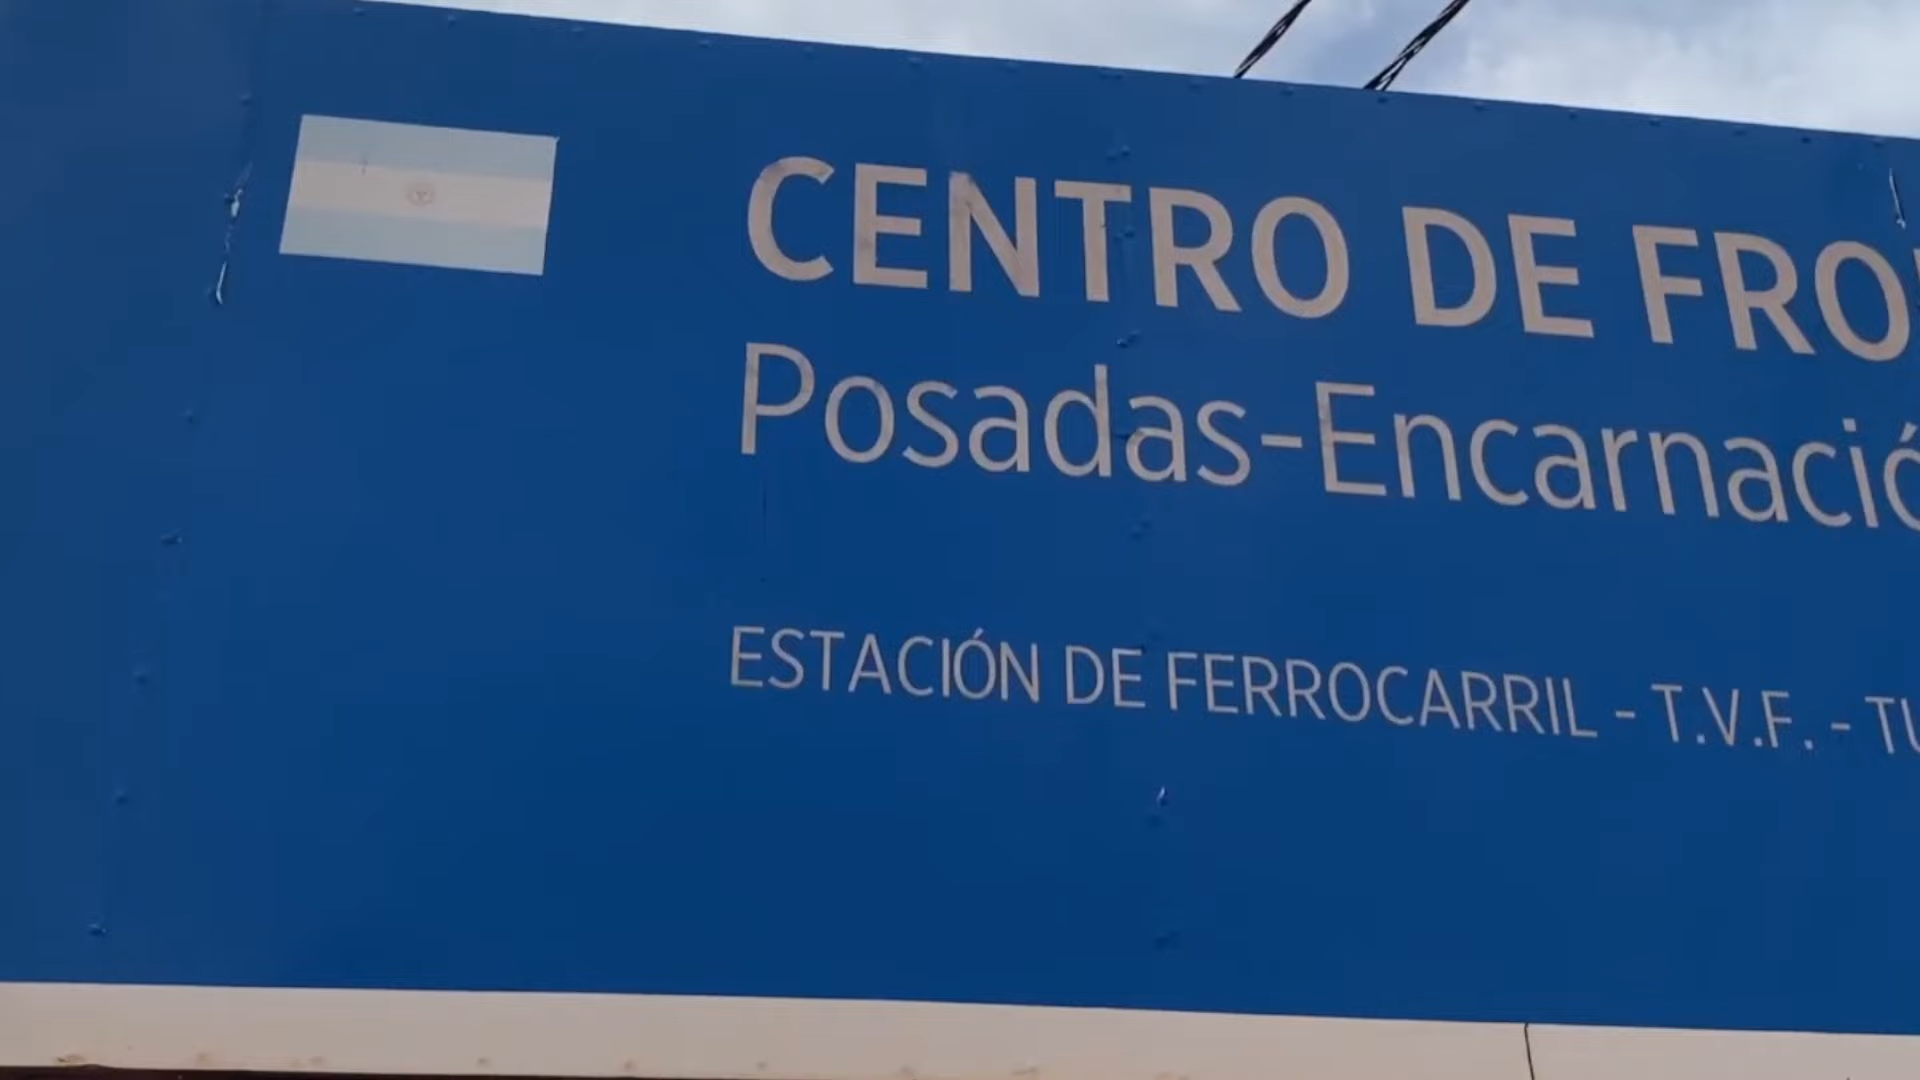 CENTRO DE FRO
Posadas-Encarnació
ESTACIÓN DE FERROCARRIL - T.V.F. - TU